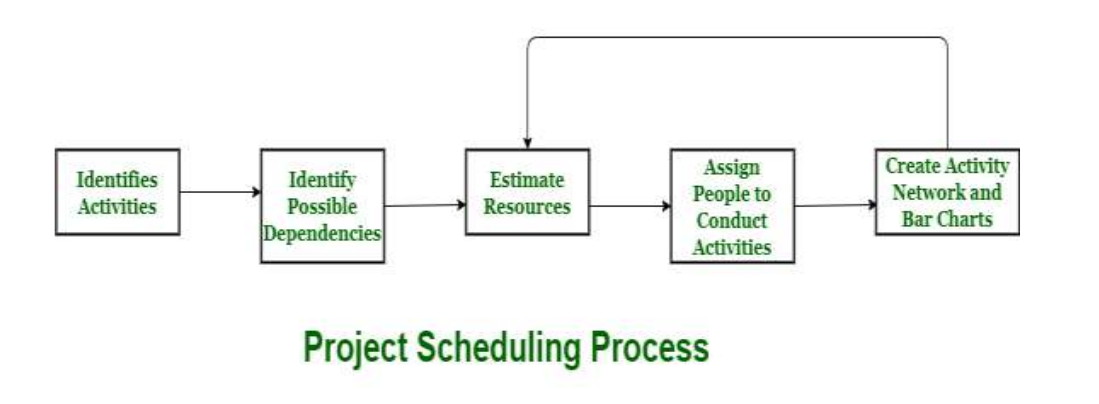 Identifies
Activities
Identify
Possible
Dependencies
Estimate
Resources
Assign
People to
Conduct
Activities
Create Activity
Network and
Bar Charts
Project Scheduling Process